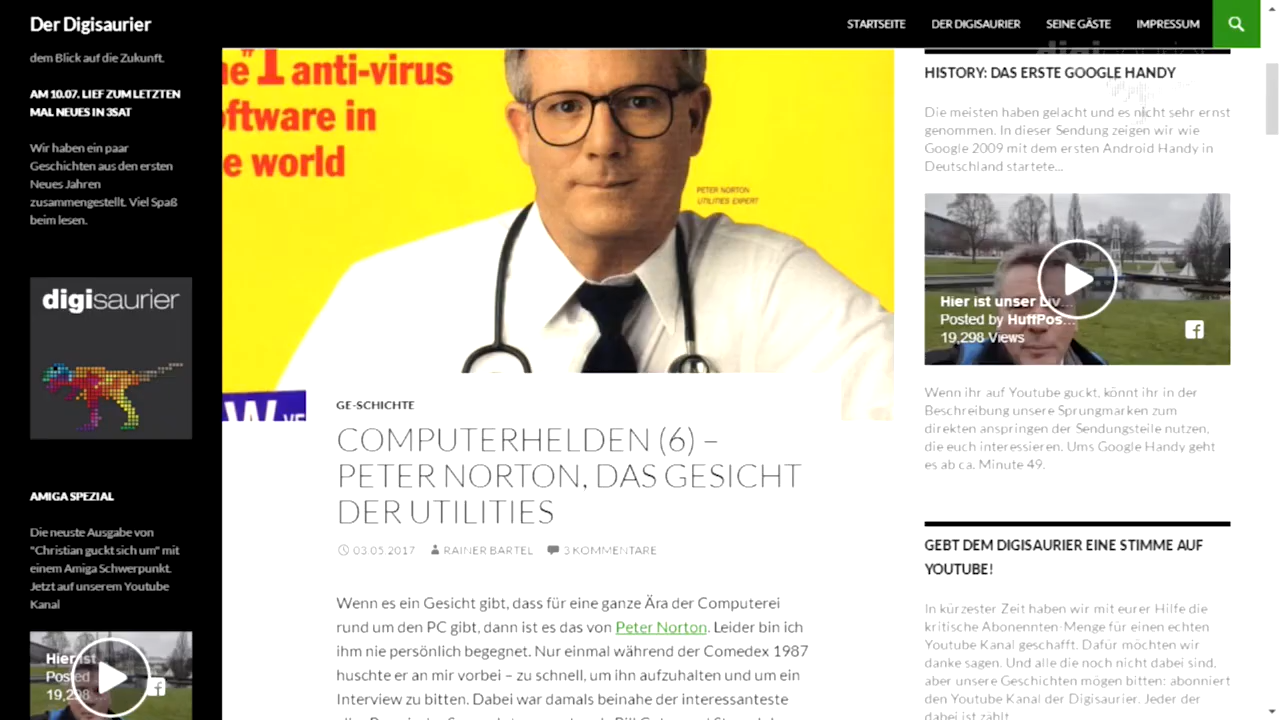 Der Digisaurier
STARTSEITE
DER DIGISAURIER
SEINE GÄSTE
IMPRESSUM
dem Blick auf die Zukunft.
AM 10.07. LIEF ZUM LETZTEN
MAL NEUES IN 3SAT
Wir haben ein paar
Geschichten aus den ersten
Neues Jahren
zusammengestellt. Viel Spaß
beim lesen.
digisaurier
AMIGA SPEZIAL
Die neuste Ausgabe von
"Christian guckt sich um" mit
einem Amiga Schwerpunkt.
Jetzt auf unserem Youtube
Kanal
Hier ist
Posted
19,298
#1 anti-virus
software in
world
PETER NORTON
UTILITIES EXPERT
GE-SCHICHTE
COMPUTERHELDEN (6) –
PETER NORTON, DAS GESICHT
DER UTILITIES
03.05.2017 RAINER BARTEL 3 KOMMENTARE
Wenn es ein Gesicht gibt, dass für eine ganze Ära der Computerei
rund um den PC gibt, dann ist es das von Peter Norton. Leider bin ich
ihm nie persönlich begegnet. Nur einmal während der Comedex 1987
huschte er an mir vorbei – zu schnell, um ihn aufzuhalten und um ein
Interview zu bitten. Dabei war damals beinahe der interessanteste
HISTORY: DAS ERSTE GOOGLE HANDY
Die meisten haben gelacht und es nicht sehr ernst
genommen. In dieser Sendung zeigen wir wie
Google 2009 mit dem ersten Android Handy in
Deutschland startete...
Hier ist unser Liv...
Posted by HuffPos...
19,298 Views
Wenn ihr auf Youtube guckt, könnt ihr in der
Beschreibung unsere Sprungmarken zum
direkten anspringen der Sendungsteile nutzen,
die euch interessieren. Ums Google Handy geht
es ab ca. Minute 49.
GEBT DEM DIGISAURIER EINE STIMME AUF
YOUTUBE!
In kürzester Zeit haben wir mit eurer Hilfe die
kritische Abonennten-Menge für einen echten
Youtube Kanal geschafft. Dafür möchten wir
danke sagen. Und alle die noch nicht dabei sind,
aber unsere Geschichten mögen bitten: abonniert
den Youtube Kanal der Digisaurier. Jeder der
dabei ist zählt